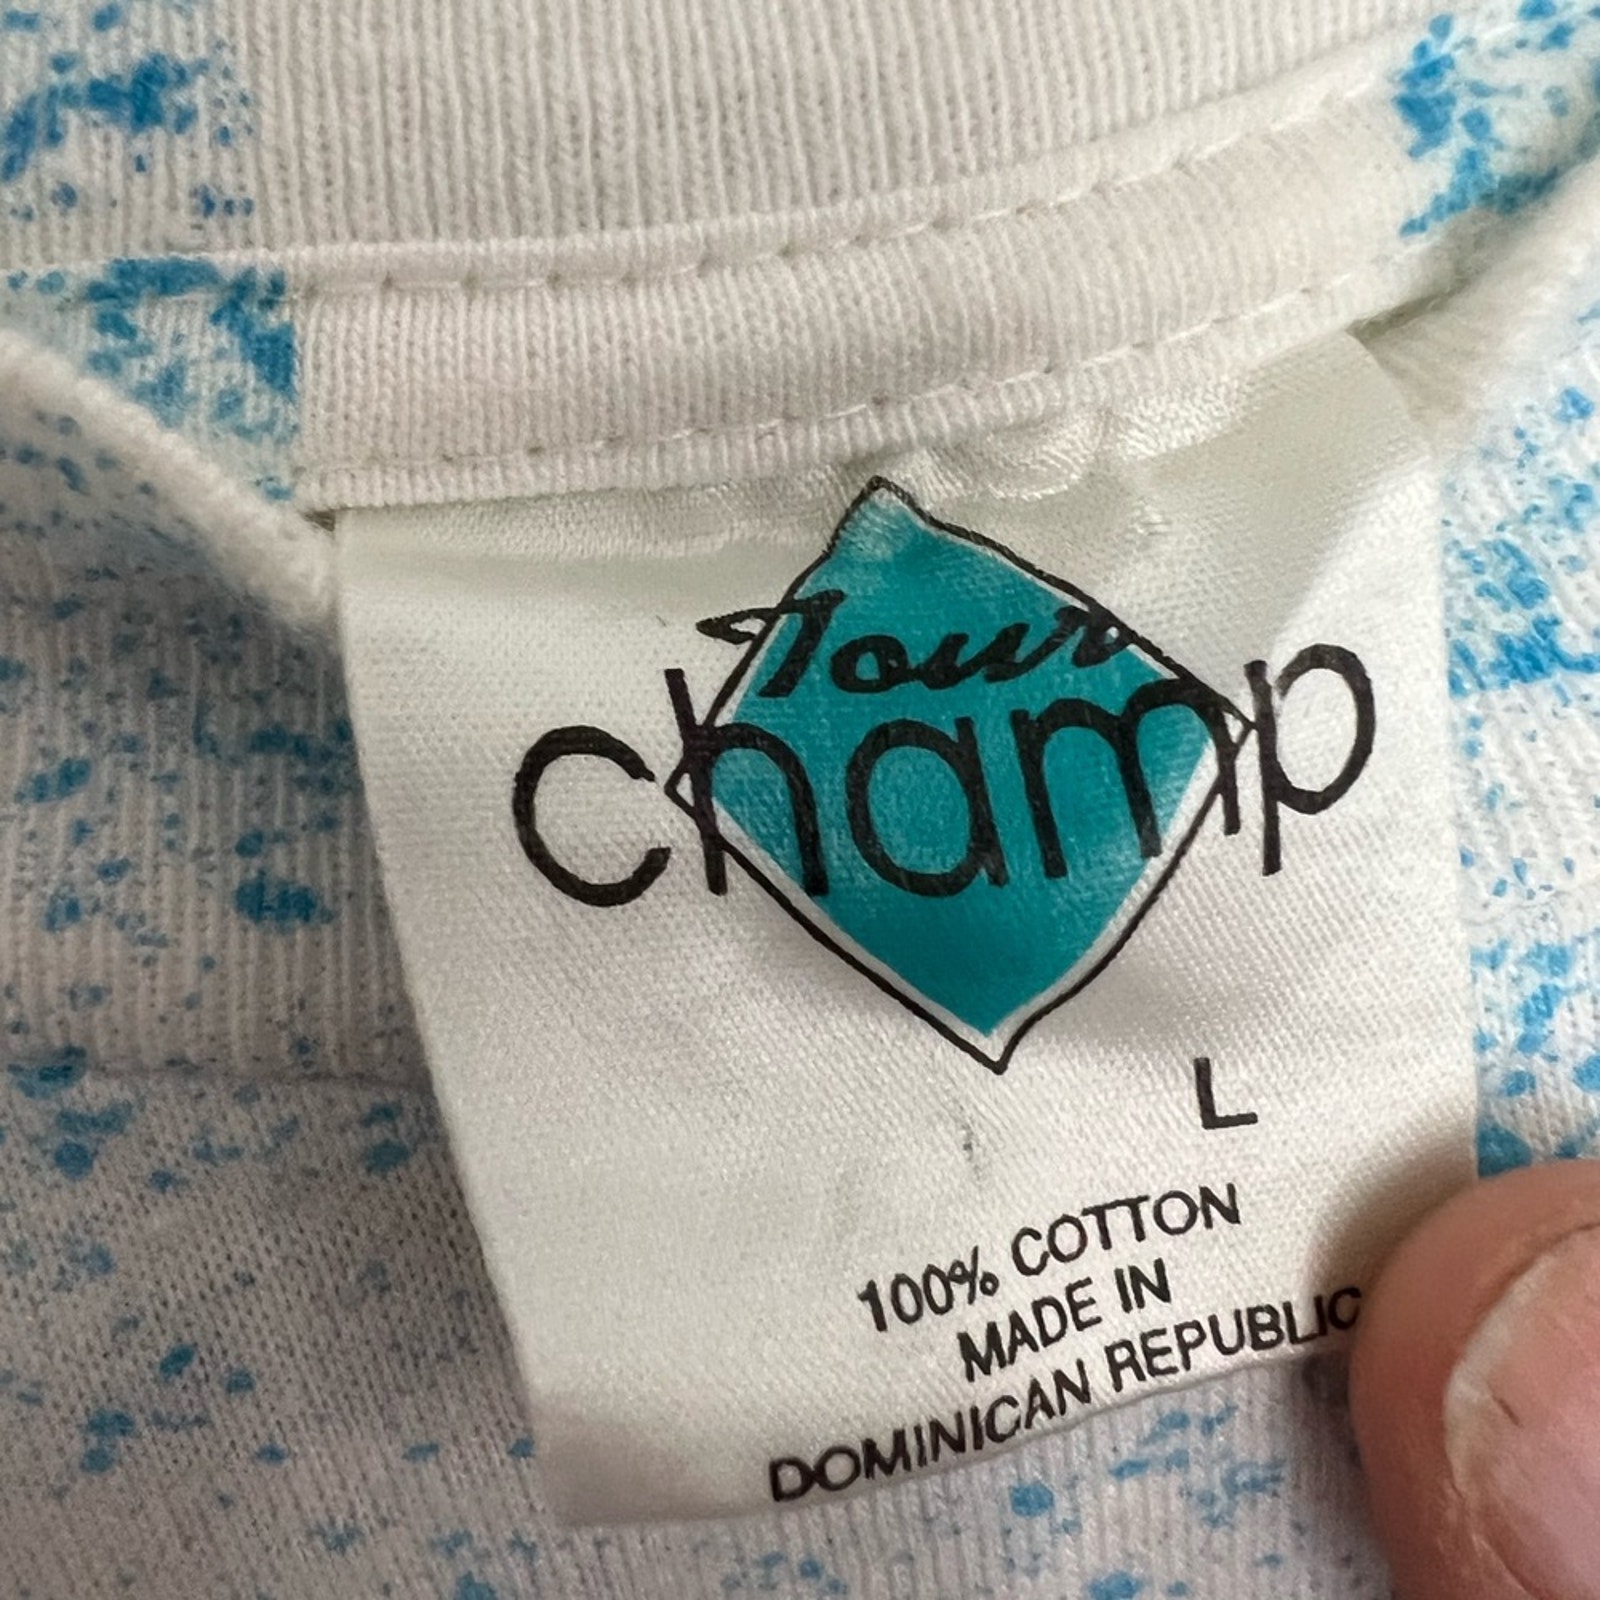 Tour
champ
L
100% COTTON
MADE IN
DOMINICAN REPUBLIC